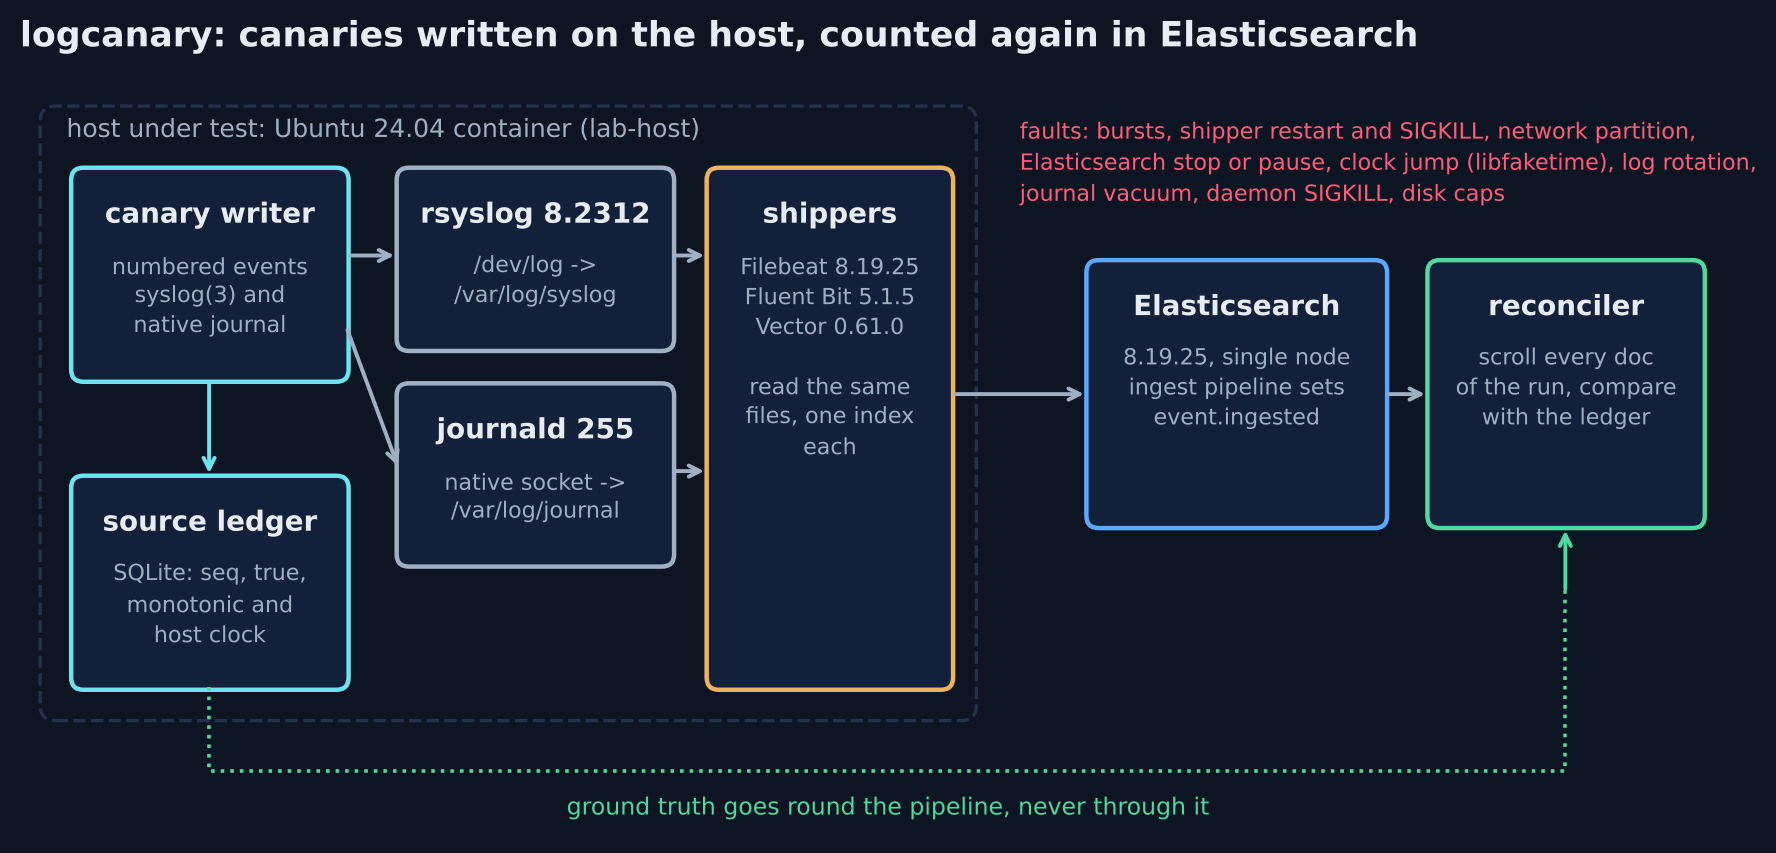 logcanary: canaries written on the host, counted again in Elasticsearch
host under test: Ubuntu 24.04 container (lab-host)
faults: bursts, shipper restart and SIGKILL, network partition,
Elasticsearch stop or pause, clock jump (libfaketime), log rotation,
journal vacuum, daemon SIGKILL, disk caps
canary writer
numbered events
syslog(3) and
native journal
rsyslog 8.2312
/dev/log ->
/var/log/syslog
shippers
Filebeat 8.19.25
Fluent Bit 5.1.5
Vector 0.61.0
read the same
files, one index
each
journald 255
native socket ->
/var/log/journal
source ledger
SQLite: seq, true,
monotonic and
host clock
Elasticsearch
8.19.25, single node
ingest pipeline sets
event.ingested
reconciler
scroll every doc
of the run, compare
with the ledger
ground truth goes round the pipeline, never through it